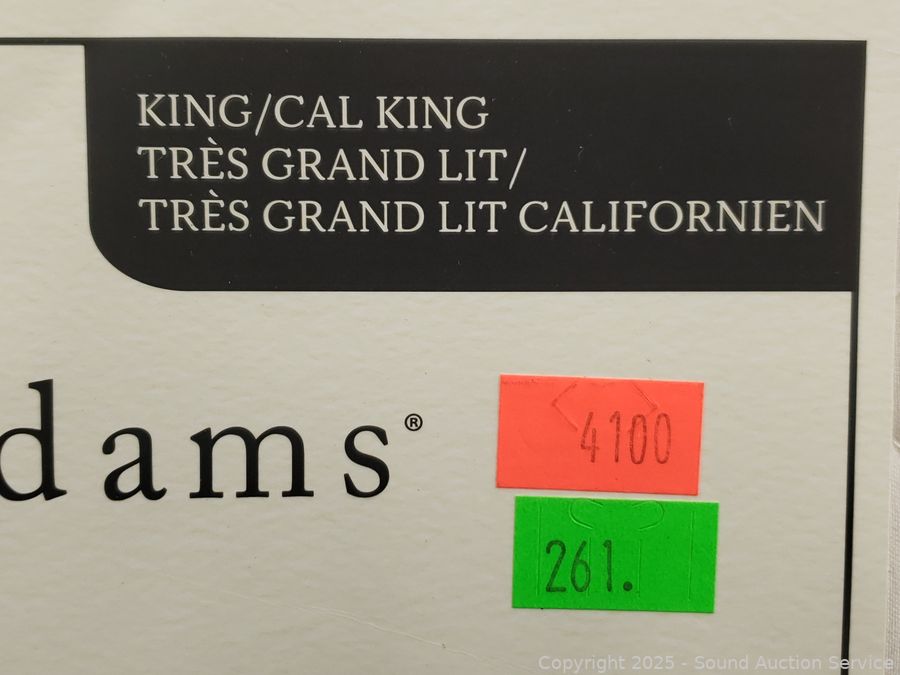 KING/CAL KING
TRÈS GRAND LIT/
TRÈS GRAND LIT CALIFORNIEN
dams®
4100
261.
Copyright 2025 - Sound Auction Service